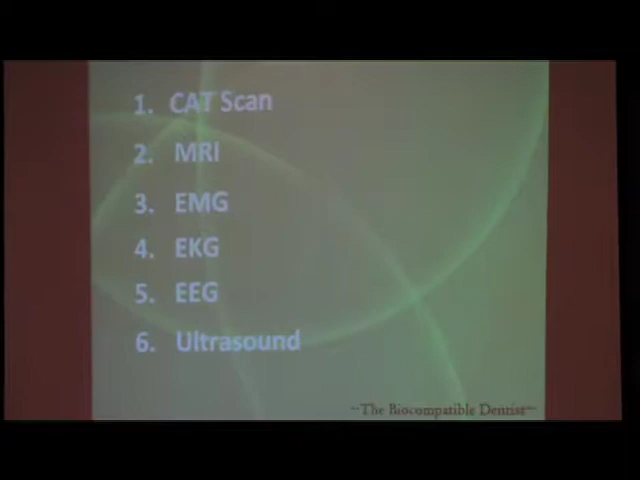 1. CAT Scan
2. MRI
3. EMG
4. EKG
5. EEG
6. Ultrasound
~The Biocompatible Dentist~